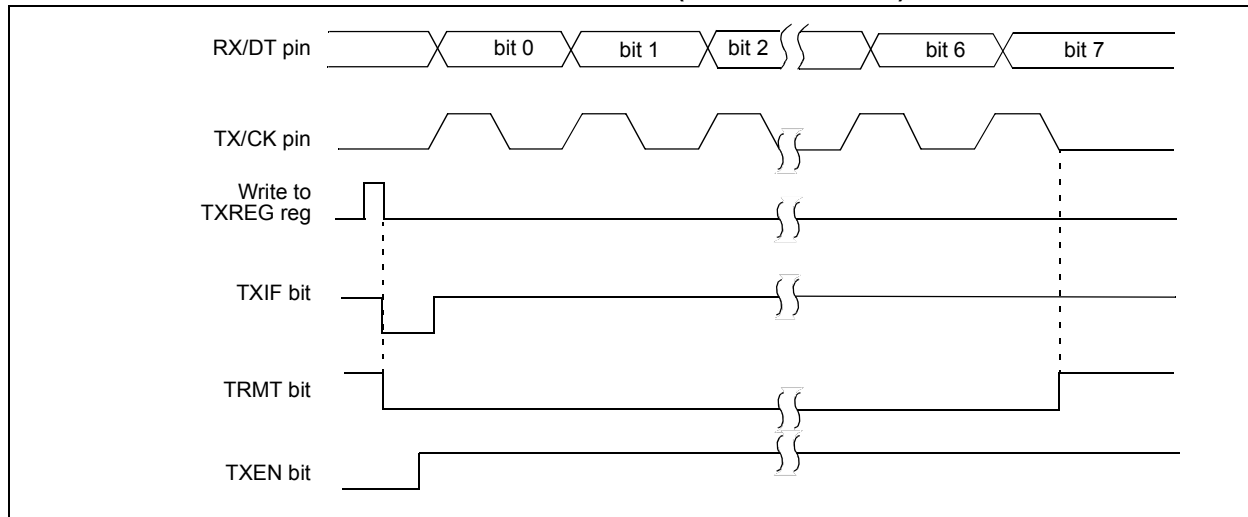 RX/DT pin
bit 0
bit 1
bit 2
bit 6
bit 7
TX/CK pin
Write to
TXREG reg
TXIF bit
TRMT bit
TXEN bit